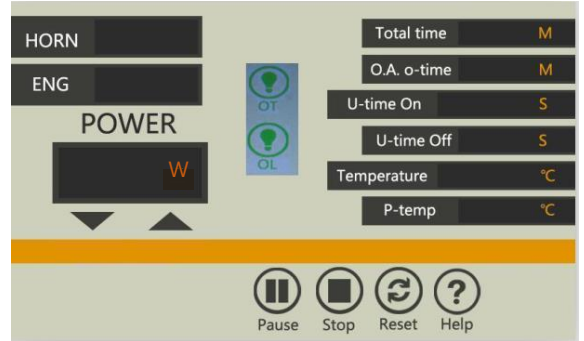 HORN
ENG
POWER
W
OT
OL
Total time M
O.A. o-time M
U-time On S
U-time Off S
Temperature ℃
P-temp ℃
Pause Stop Reset Help